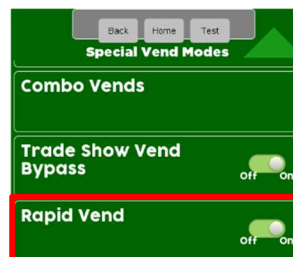 Back Home Test
Special Vend Modes
Combo Vends
Trade Show Vend
Bypass
Off On
Rapid Vend
Off On